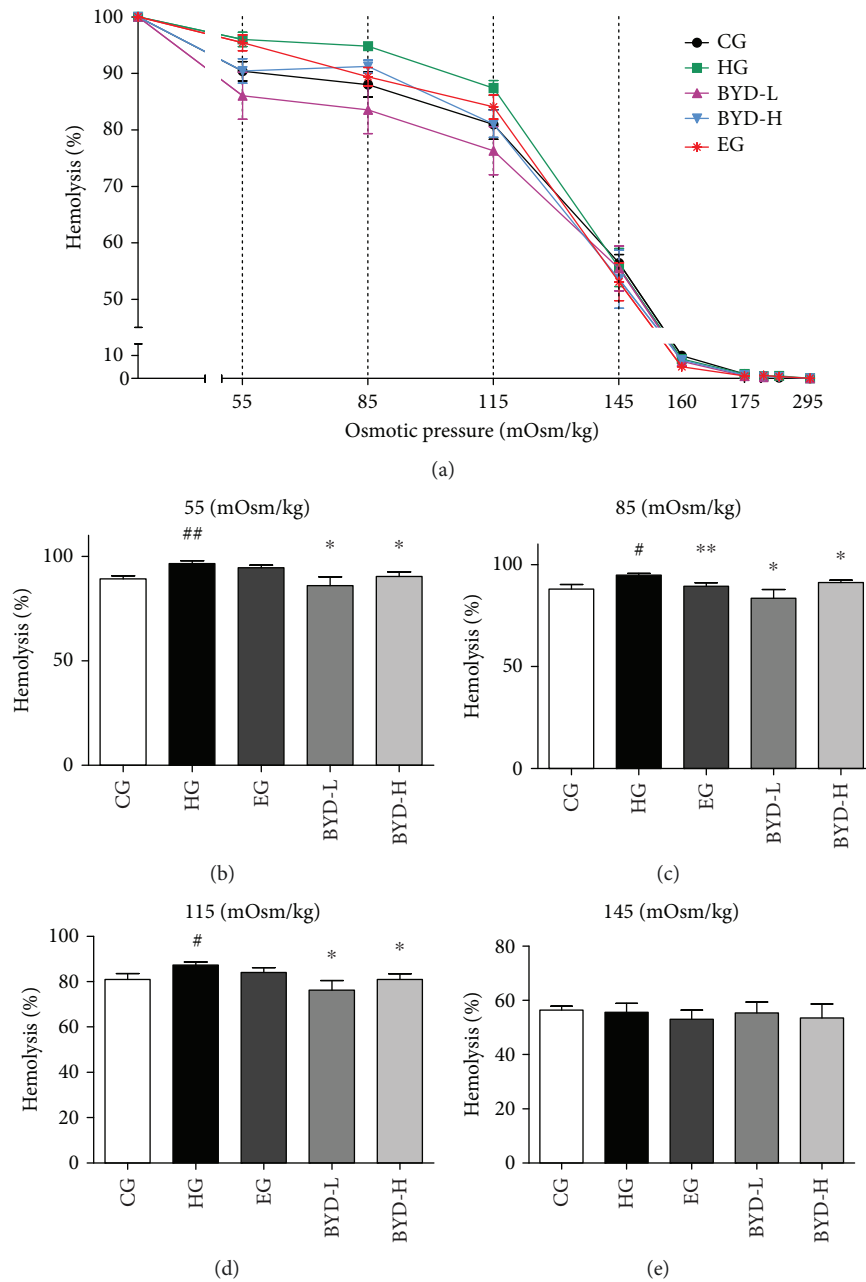 100
90
80
70
60
50
10
0
Hemolysis (%)
CG
HG
BYD-L
BYD-H
EG
55
85
115
145
160
175
295
Osmotic pressure (mOsm/kg)
(a)
55 (mOsm/kg)
##
*
*
100
50
0
Hemolysis (%)
CG
HG
EG
BYD-L
BYD-H
(b)
85 (mOsm/kg)
#
**
*
*
100
50
0
Hemolysis (%)
CG
HG
EG
BYD-L
BYD-H
(c)
115 (mOsm/kg)
#
*
*
100
80
60
40
20
0
Hemolysis (%)
CG
HG
EG
BYD-L
BYD-H
(d)
145 (mOsm/kg)
80
60
40
20
0
Hemolysis (%)
CG
HG
EG
BYD-L
BYD-H
(e)